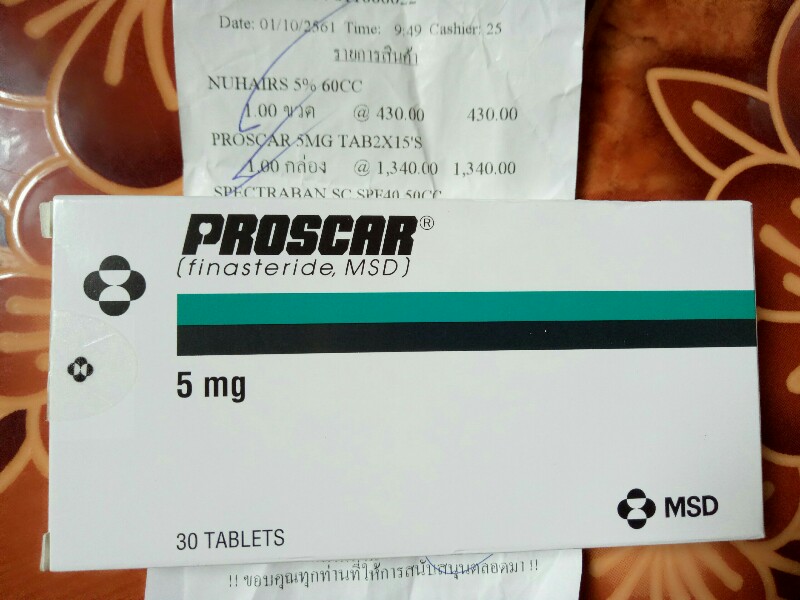 Date: 01/10/2561 Time: 9:49 Cashier: 25
รายการสินค้า
NUHAIRS 5% 60CC
1.00 ขวด @ 430.00 430.00
PROSCAR 5MG TAB2X15'S
1.00 กล่อง @ 1,340.00 1,340.00
SPECTRABAN SC SPF40 50CC
PROSCAR®
(finasteride, MSD)
5 mg
30 TABLETS
MSD
!! ขอบคุณทุกท่านที่ให้การสนับสนุนตลอดมา !!